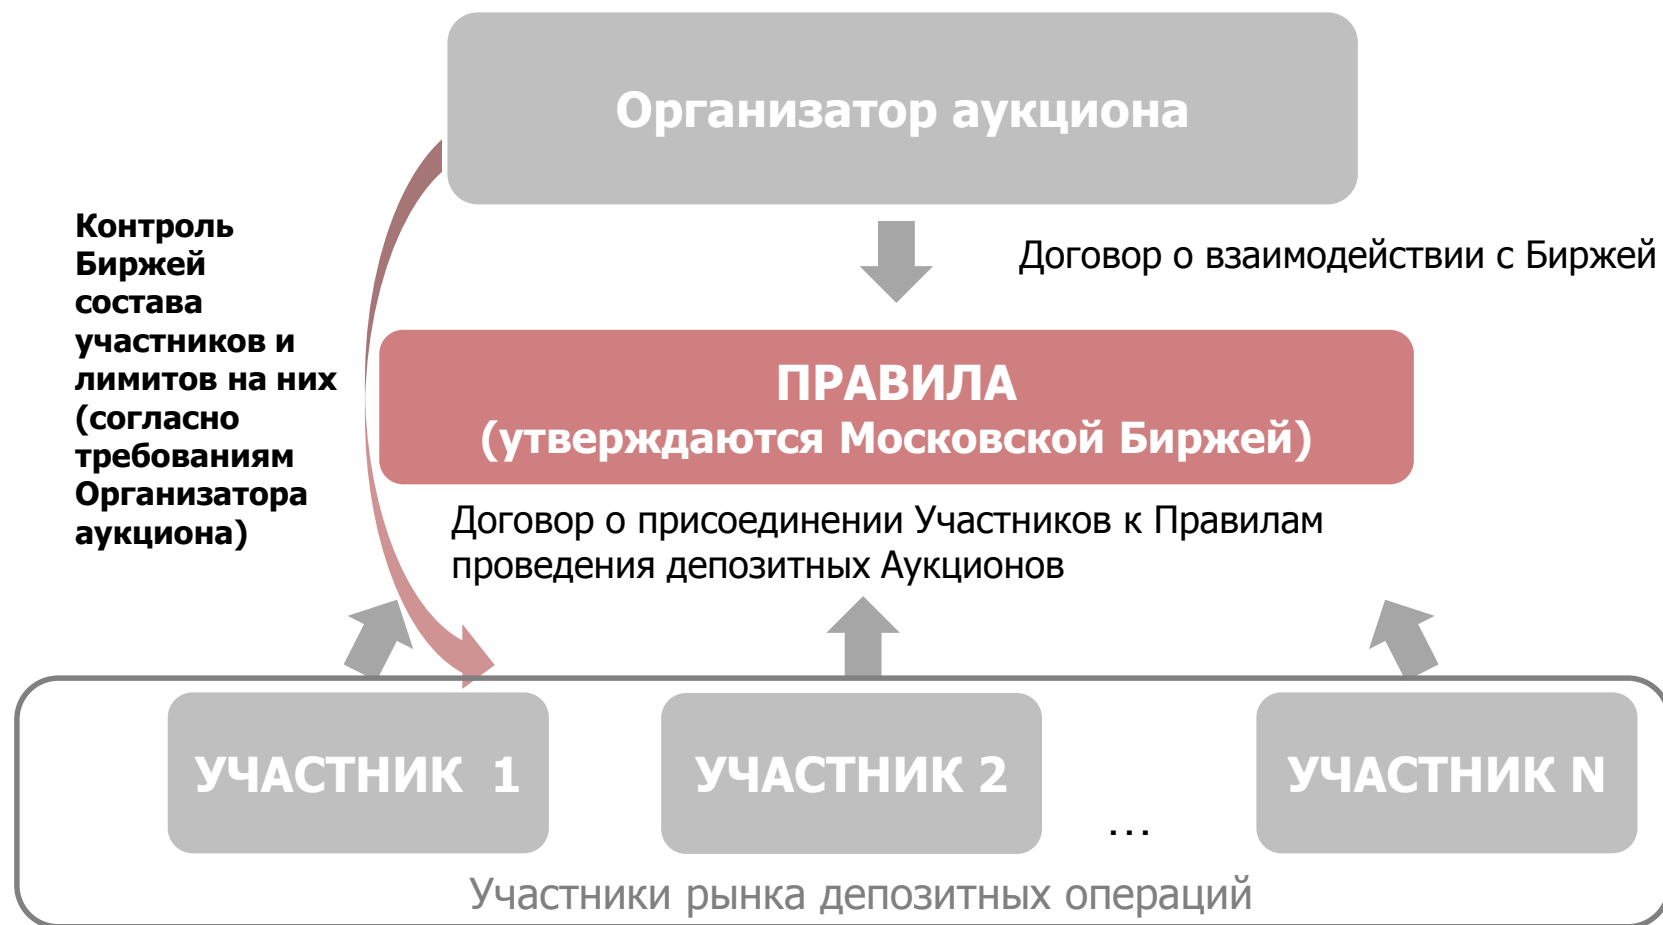 Организатор аукциона
Контроль
Биржей
состава
участников и
лимитов на них
(согласно
требованиям
Организатора
аукциона)
Договор о взаимодействии с Биржей
ПРАВИЛА
(утверждаются Московской Биржей)
Договор о присоединении Участников к Правилам
проведения депозитных Аукционов
УЧАСТНИК 1
УЧАСТНИК 2
...
УЧАСТНИК N
Участники рынка депозитных операций